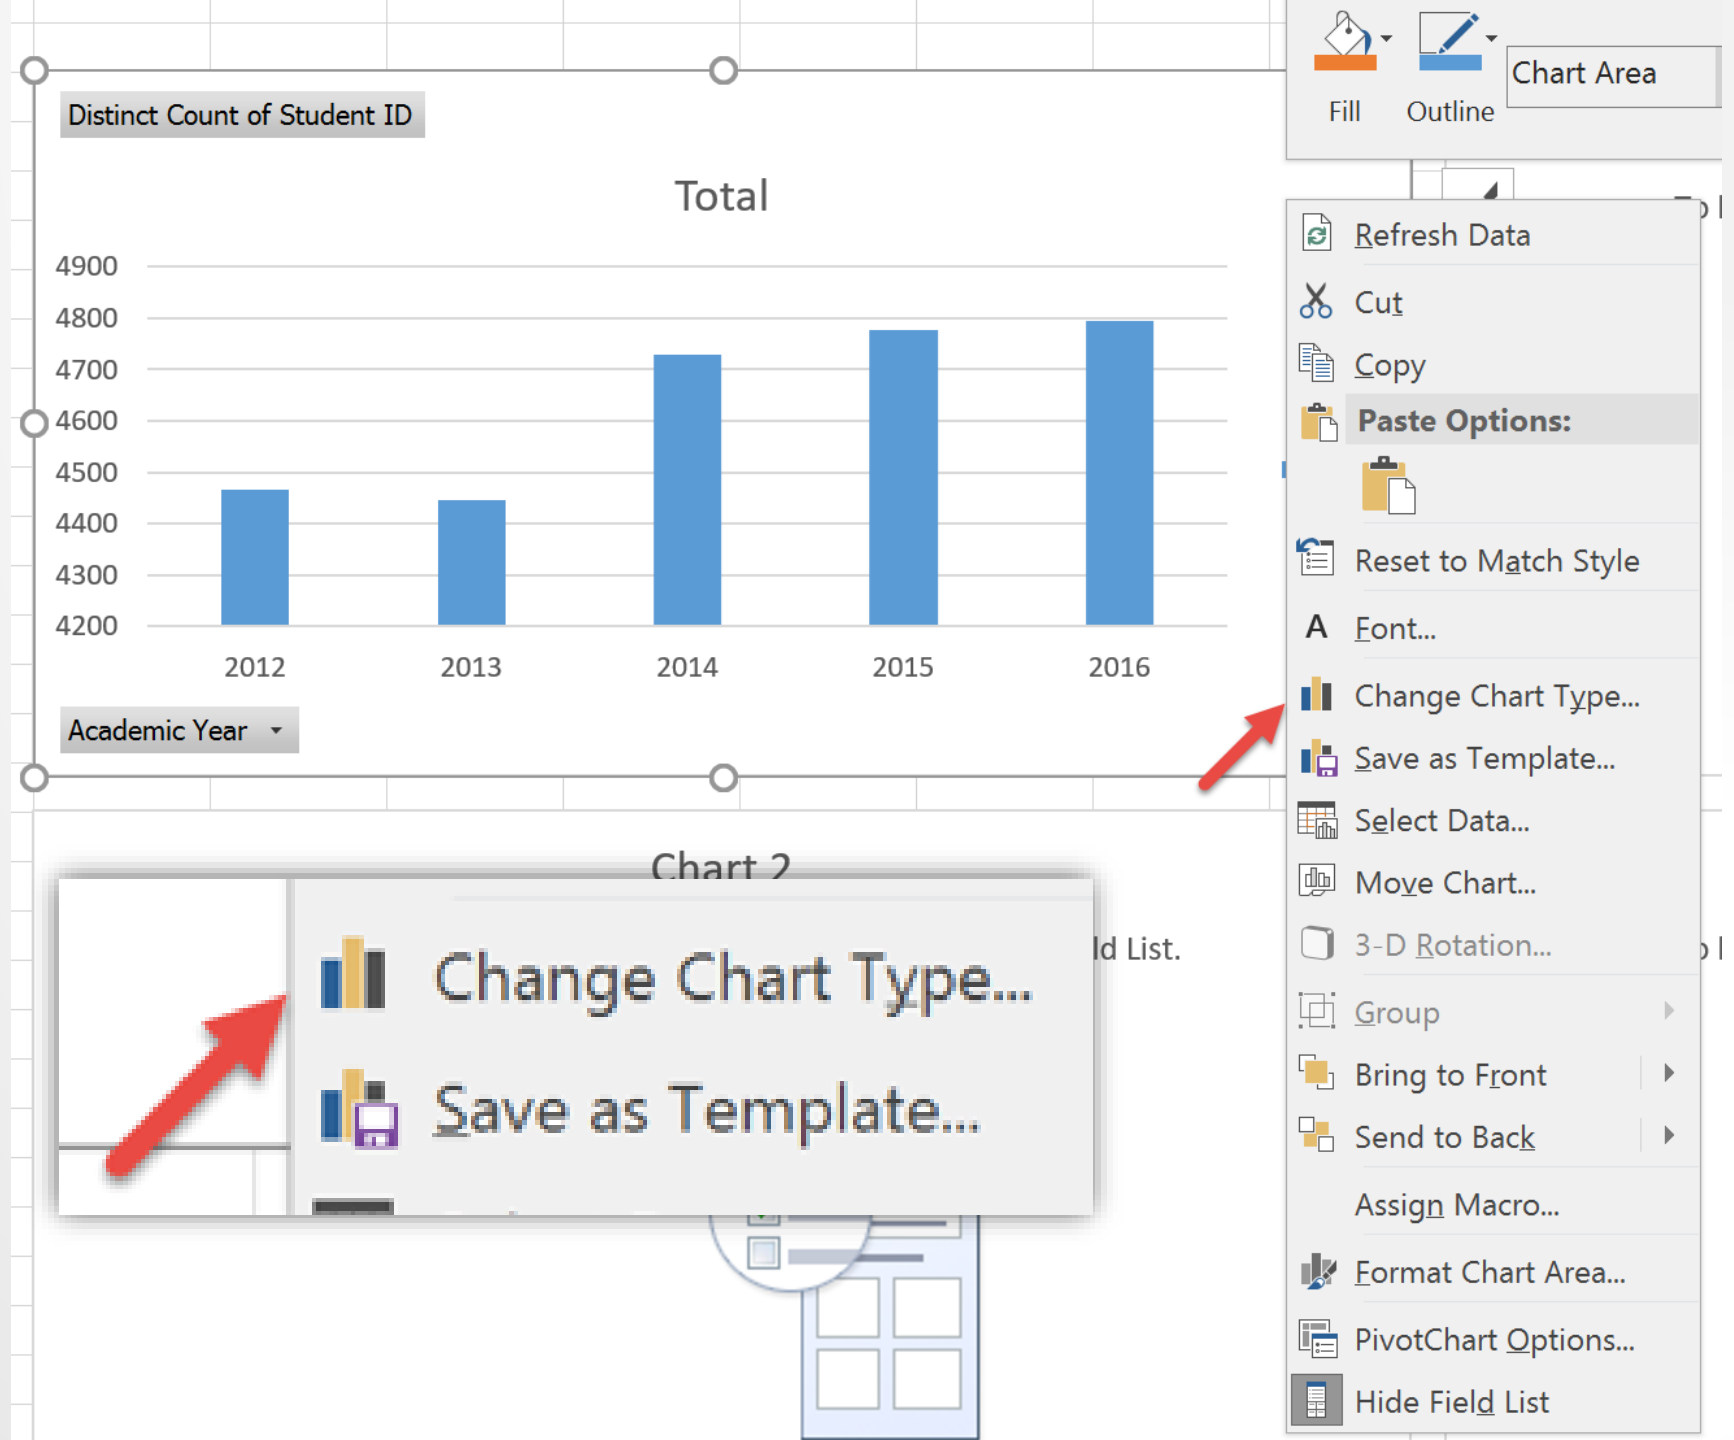 Fill
Outline
Chart Area
Distinct Count of Student ID
Total
4900
4800
4700
4600
4500
4400
4300
4200
2012 2013 2014 2015 2016
Academic Year
Refresh Data
Cut
Copy
Paste Options:
Reset to Match Style
A Font...
Change Chart Type...
Save as Template...
Select Data...
Move Chart...
3-D Rotation...
Group
Bring to Front
Send to Back
Assign Macro...
Format Chart Area...
PivotChart Options...
Hide Field List
Chart 2
ld List.
Change Chart Type...
Save as Template...